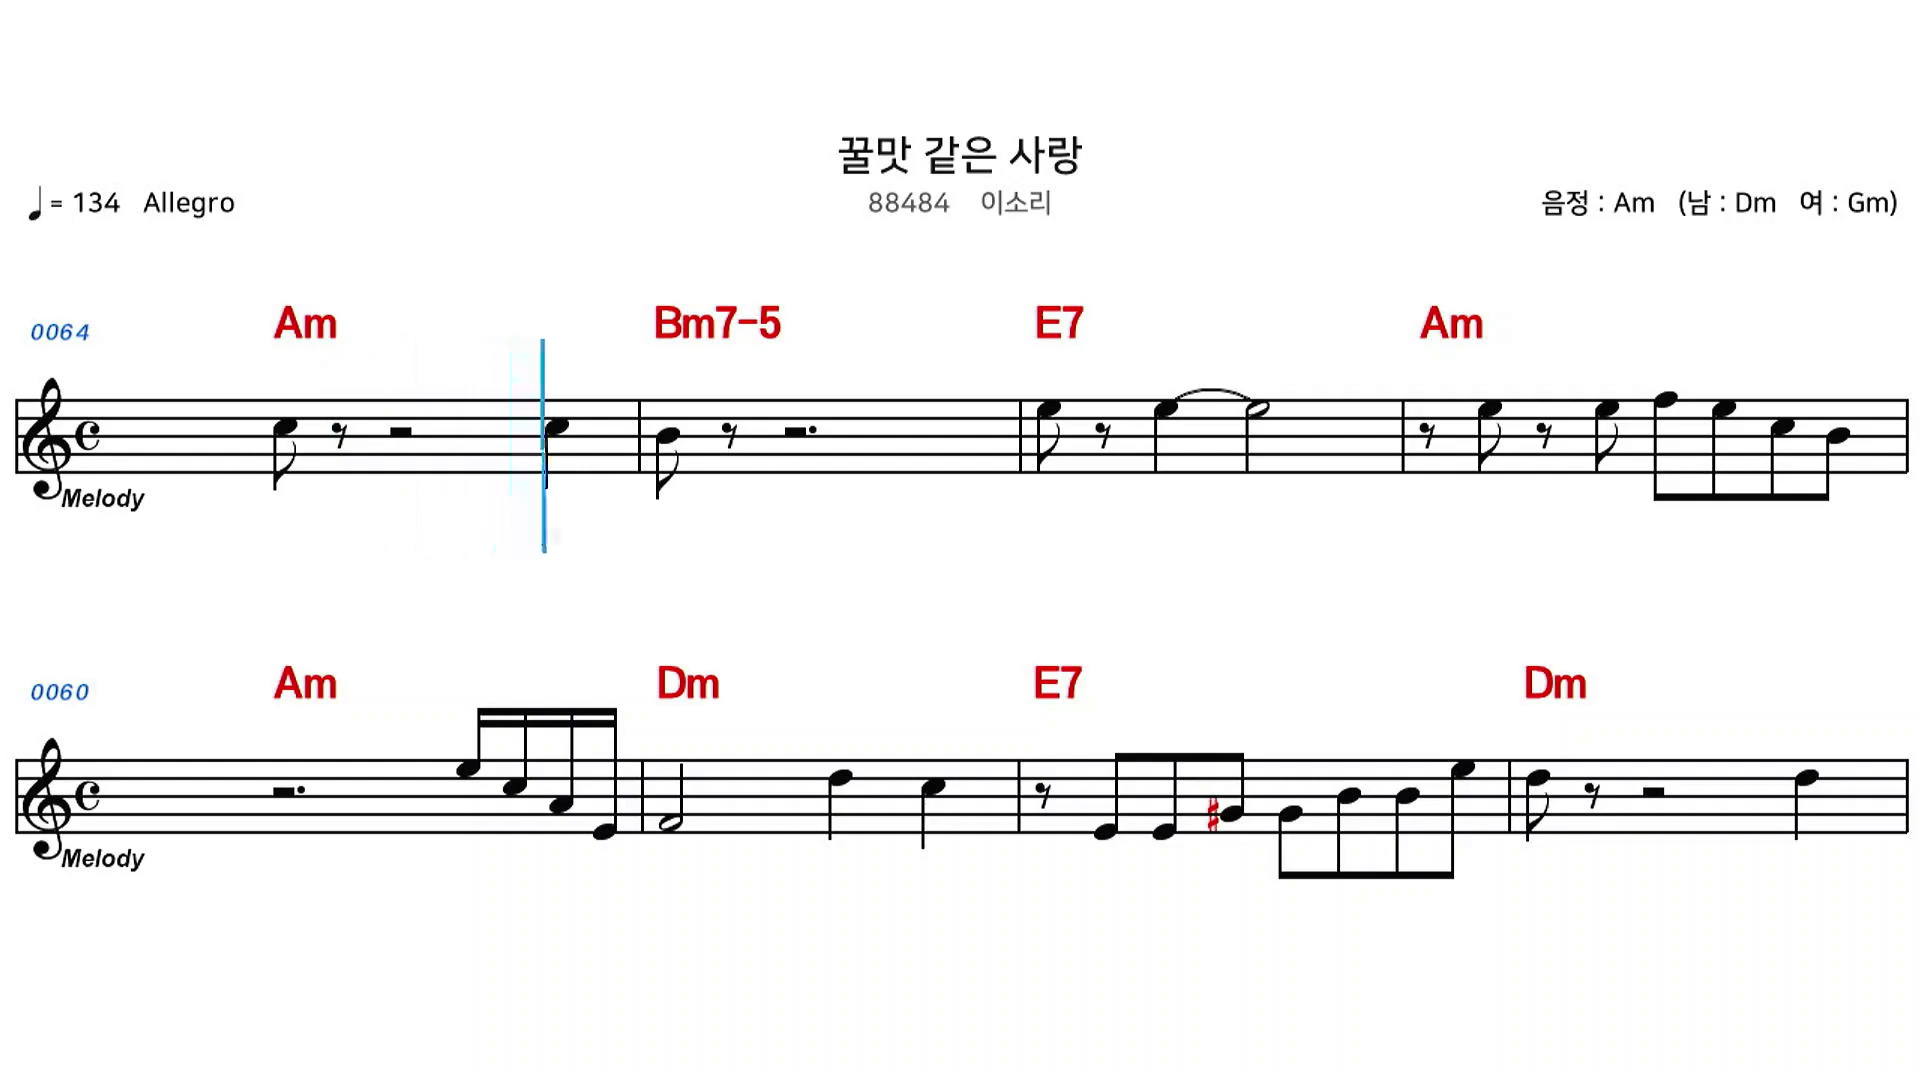 꿀맛 같은 사랑
♩= 134 Allegro 88484 이소리 음정 : Am (남 : Dm 여 : Gm)
0064 Am Bm7-5 E7 Am
Melody
0060 Am Dm E7 Dm
Melody